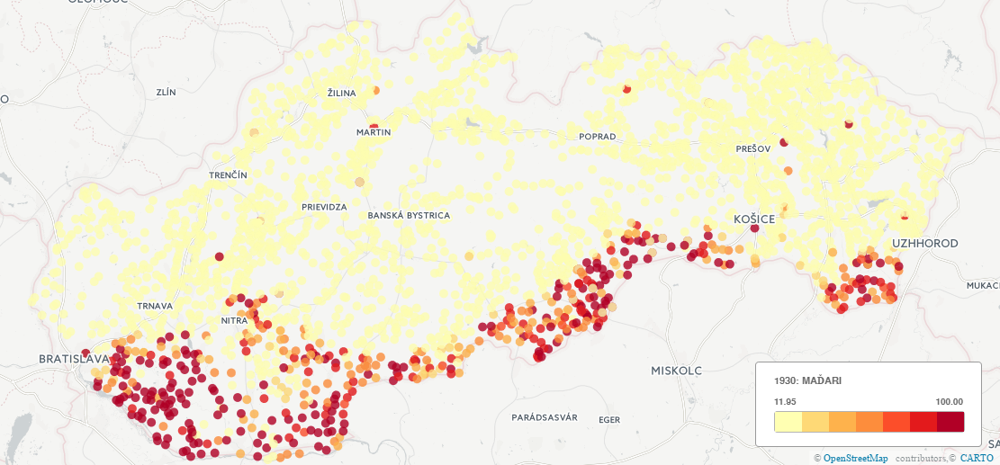 ZLÍN
ŽILINA
MARTIN
POPRAD
PREŠOV
TRENČÍN
PRIEVIDZA
BANSKÁ BYSTRICA
KOŠICE
UZHHOROD
MUKAC
TRNAVA
NITRA
BRATISLAVA
MISKOLC
PARÁDSASVÁR
EGER
1930: MAĎARI
11.95 100.00
SA
© OpenStreetMap contributors, © CARTO